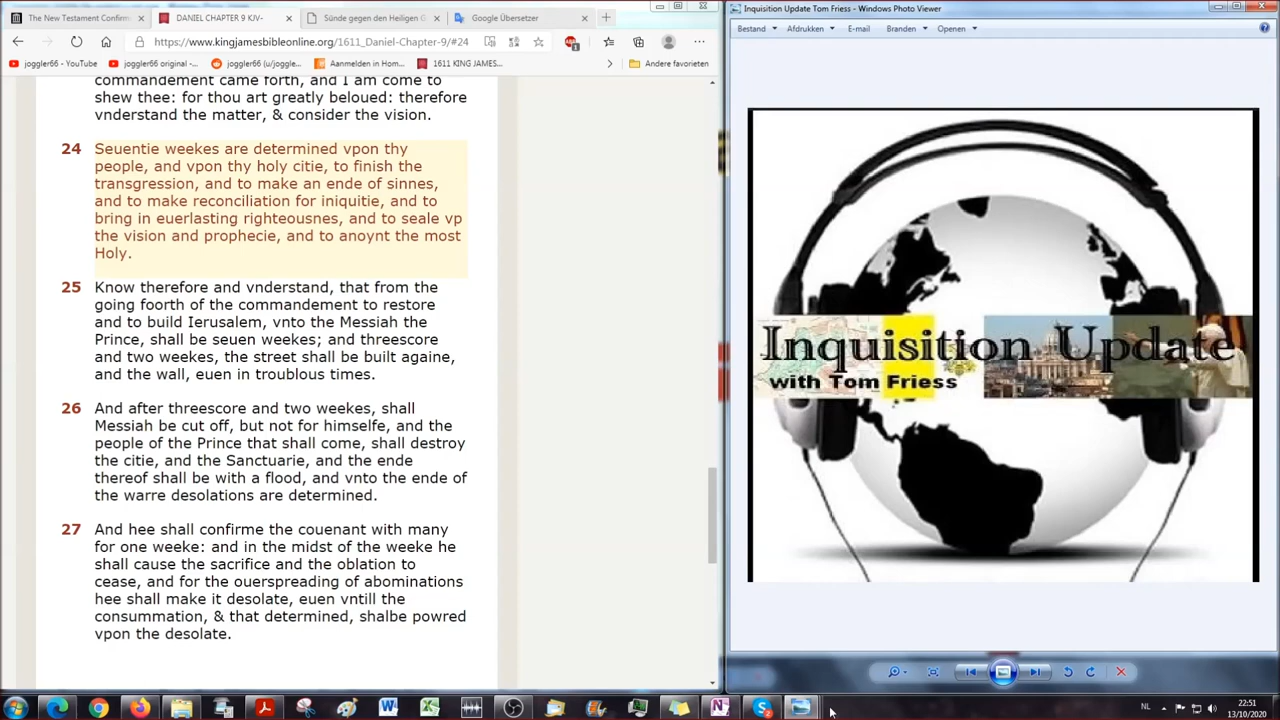 The New Testament Confirm
DANIEL CHAPTER 9 KJV-
Sünde gegen den Heiligen G
Google Übersetzer
https://www.kingjamesbibleonline.org/1611_Daniel-Chapter-9/#24
joggler66 - YouTube
joggler66 original -...
joggler66 (u/joggle...
Aanmelden in Hom...
1611 KING JAMES...
Andere favorieten
commandement came forth, and I am come to
shew thee: for thou art greatly beloued: therefore
vnderstand the matter, & consider the vision.
24 Seuentie weekes are determined vpon thy
people, and vpon thy holy citie, to finish the
transgression, and to make an ende of sinnes,
and to make reconciliation for iniquitie, and to
bring in euerlasting righteousnes, and to seale vp
the vision and prophecie, and to anoynt the most
Holy.
25 Know therefore and vnderstand, that from the
going foorth of the commandement to restore
and to build Ierusalem, vnto the Messiah the
Prince, shall be seuen weekes; and threescore
and two weekes, the street shall be built againe,
and the wall, euen in troublous times.
26 And after threescore and two weekes, shall
Messiah be cut off, but not for himselfe, and the
people of the Prince that shall come, shall destroy
the citie, and the Sanctuarie, and the ende
thereof shall be with a flood, and vnto the ende of
the warre desolations are determined.
27 And hee shall confirme the couenant with many
for one weeke: and in the midst of the weeke he
shall cause the sacrifice and the oblation to
cease, and for the ouerspreading of abominations
hee shall make it desolate, euen vntill the
consummation, & that determined, shalbe powred
vpon the desolate.
Inquisition Update Tom Friess - Windows Photo Viewer
Bestand
Afdrukken
E-mail
Branden
Openen
Inquisition Update
with Tom Friess
NL
22:51
13/10/2020